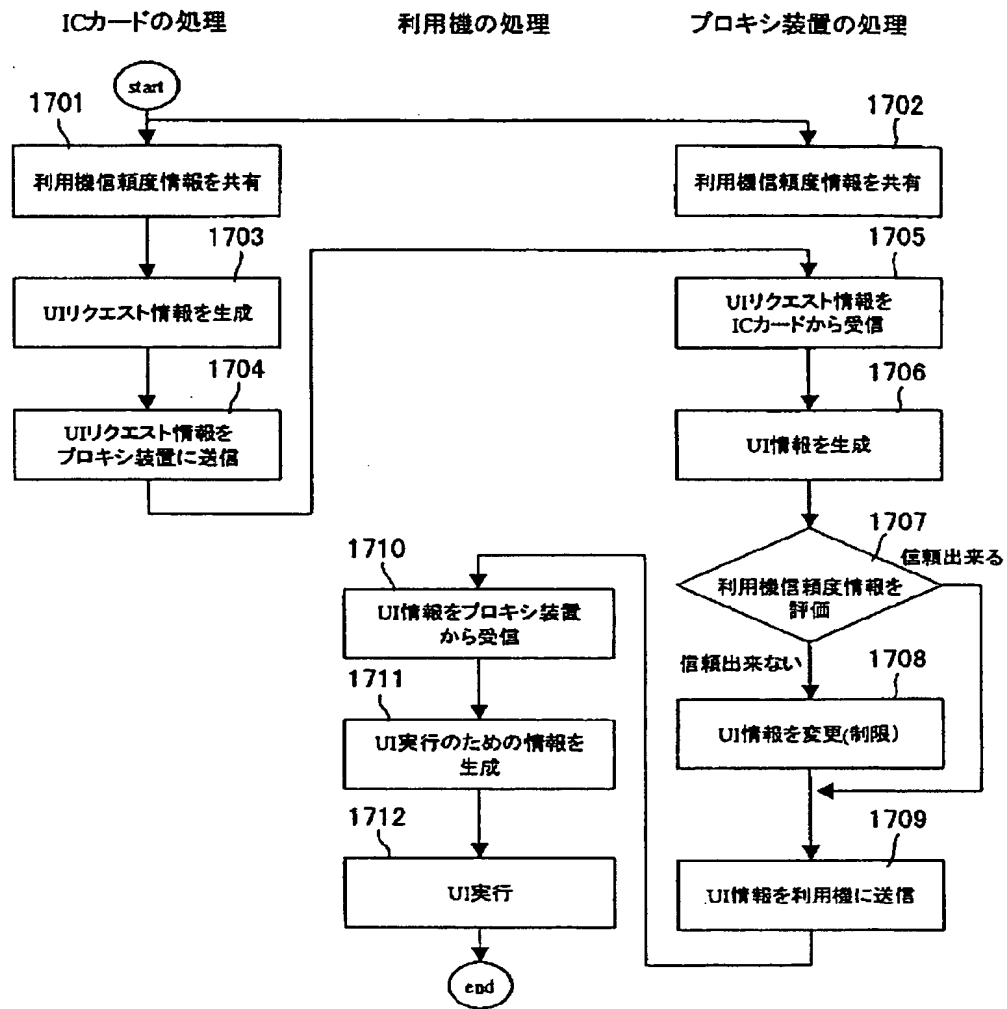 ICカードの処理
利用機の処理
プロキシ装置の処理
start
1701
1702
利用機信頼度情報を共有
利用機信頼度情報を共有
1703
1705
UIリクエスト情報を生成
UIリクエスト情報を
ICカードから受信
1704
1706
UIリクエスト情報を
プロキシ装置に送信
UI情報を生成
1707
信頼出来る
利用機信頼度情報を
評価
1710
UI情報をプロキシ装置
から受信
信頼出来ない
1708
UI情報を変更(制限)
1711
UI実行のための情報を
生成
1712
1709
UI実行
UI情報を利用機に送信
end